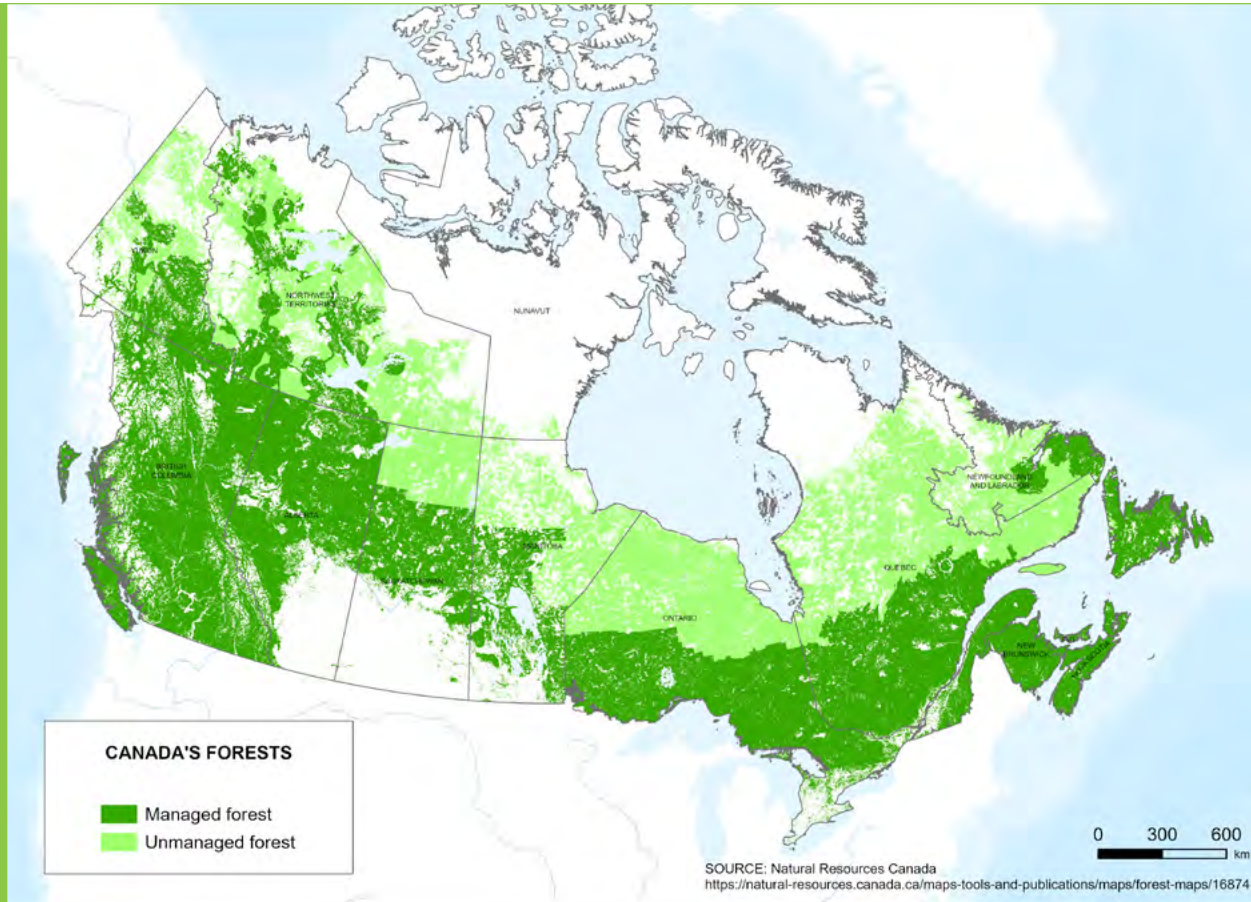 NORTHWEST
TERRITORIES
NUNAVUT
BRITISH
COLUMBIA
ALBERTA
SASKATCHEWAN
MANITOBA
ONTARIO
QUEBEC
NEWFOUNDLAND
AND LABRADOR
NEW
BRUNSWICK
NOVA SCOTIA
CANADA'S FORESTS
Managed forest
Unmanaged forest
0 300 600
km
SOURCE: Natural Resources Canada
https://natural-resources.canada.ca/maps-tools-and-publications/maps/forest-maps/16874